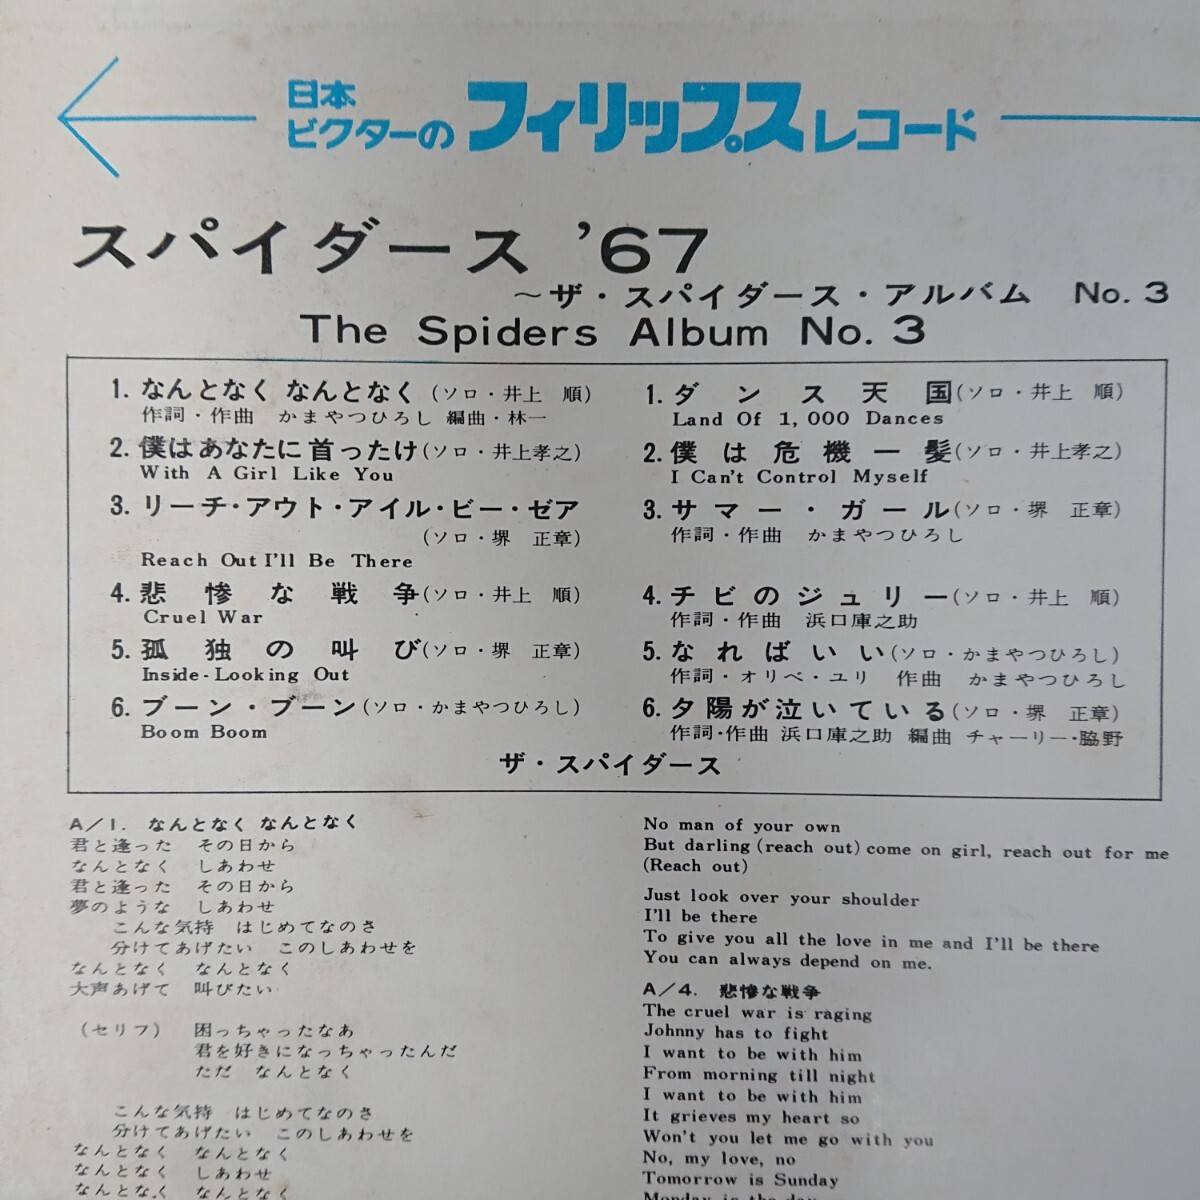 日本
ビクターの フィリップス レコード
スパイダース '67
～ザ・スパイダース・アルバム No. 3
The Spiders Album No. 3
1. なんとなく なんとなく (ソロ・井上 順)
作詞・作曲 かまやつひろし 編曲・林一
2. 僕はあなたに首ったけ (ソロ・井上孝之)
With A Girl Like You
3. リーチ・アウト・アイル・ビー・ゼア
(ソロ・堺 正章)
Reach Out I'll Be There
4. 悲惨な戦争 (ソロ・井上 順)
Cruel War
5. 孤独の叫び (ソロ・堺 正章)
Inside-Looking Out
6. ブーン・ブーン (ソロ・かまやつひろし)
Boom Boom
1. ダンス天国 (ソロ・井上 順)
Land Of 1,000 Dances
2. 僕は危機一髪 (ソロ・井上孝之)
I Can't Control Myself
3. サマー・ガール (ソロ・堺 正章)
作詞・作曲 かまやつひろし
4. チビのジュリー (ソロ・井上 順)
作詞・作曲 浜口庫之助
5. なればいい (ソロ・かまやつひろし)
作詞・オリベ・ユリ 作曲 かまやつひろし
6. 夕陽が泣いている (ソロ・堺 正章)
作詞・作曲 浜口庫之助 編曲 チャーリー・脇野
ザ・スパイダース
A／1. なんとなく なんとなく
君と逢った その日から
なんとなく しあわせ
君と逢った その日から
夢のような しあわせ
こんな気持 はじめてなのさ
分けてあげたい このしあわせを
なんとなく なんとなく
大声あげて 叫びたい
(セリフ) 困っちゃったなあ
君を好きになっちゃったんだ
ただ なんとなく
こんな気持 はじめてなのさ
分けてあげたい このしあわせを
なんとなく なんとなく
なんとなく しあわせ
なんとなく なんとなく
No man of your own
But darling (reach out) come on girl, reach out for me
(Reach out)
Just look over your shoulder
I'll be there
To give you all the love in me and I'll be there
You can always depend on me.
A／4. 悲惨な戦争
The cruel war is raging
Johnny has to fight
I want to be with him
From morning till night
I want to be with him
It grieves my heart so
Won't you let me go with you
No, my love, no
Tomorrow is Sunday
Monday is the day